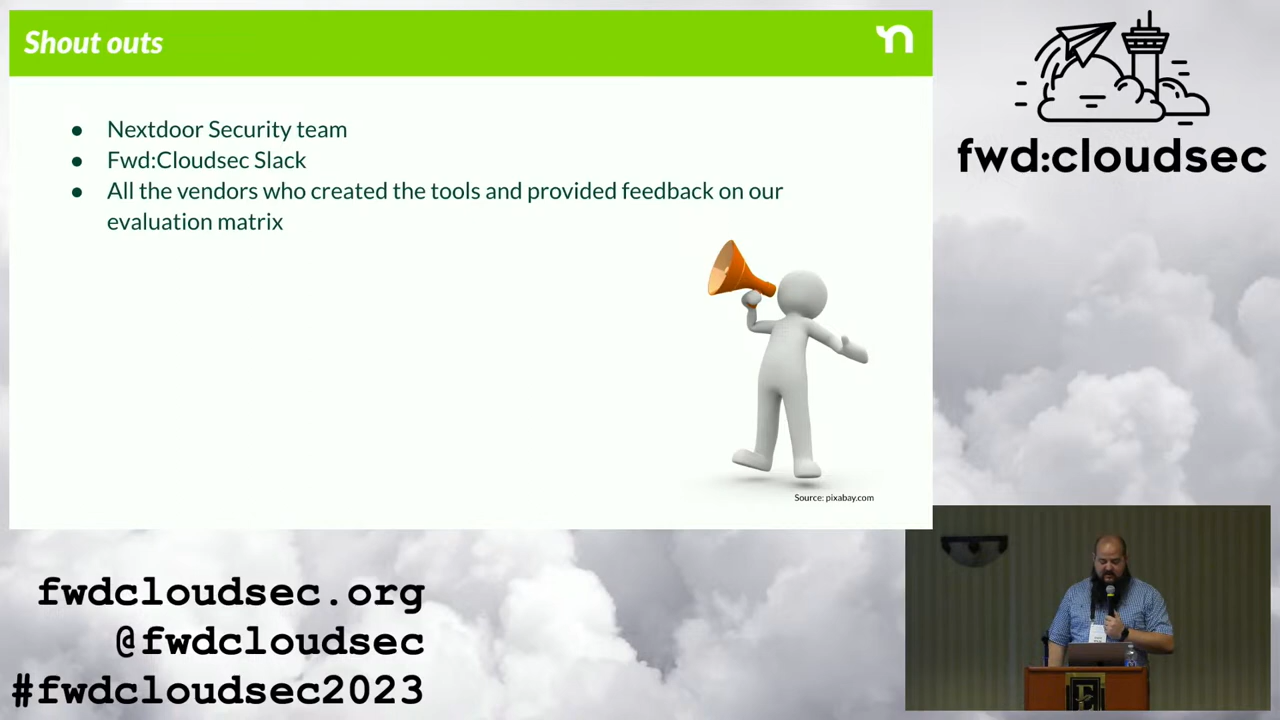 Shout outs
● Nextdoor Security team
● Fwd:Cloudsec Slack
● All the vendors who created the tools and provided feedback on our
evaluation matrix
Source: pixabay.com
fwd:cloudsec
fwdcloudsec.org
@fwdcloudsec
#fwdcloudsec2023
E